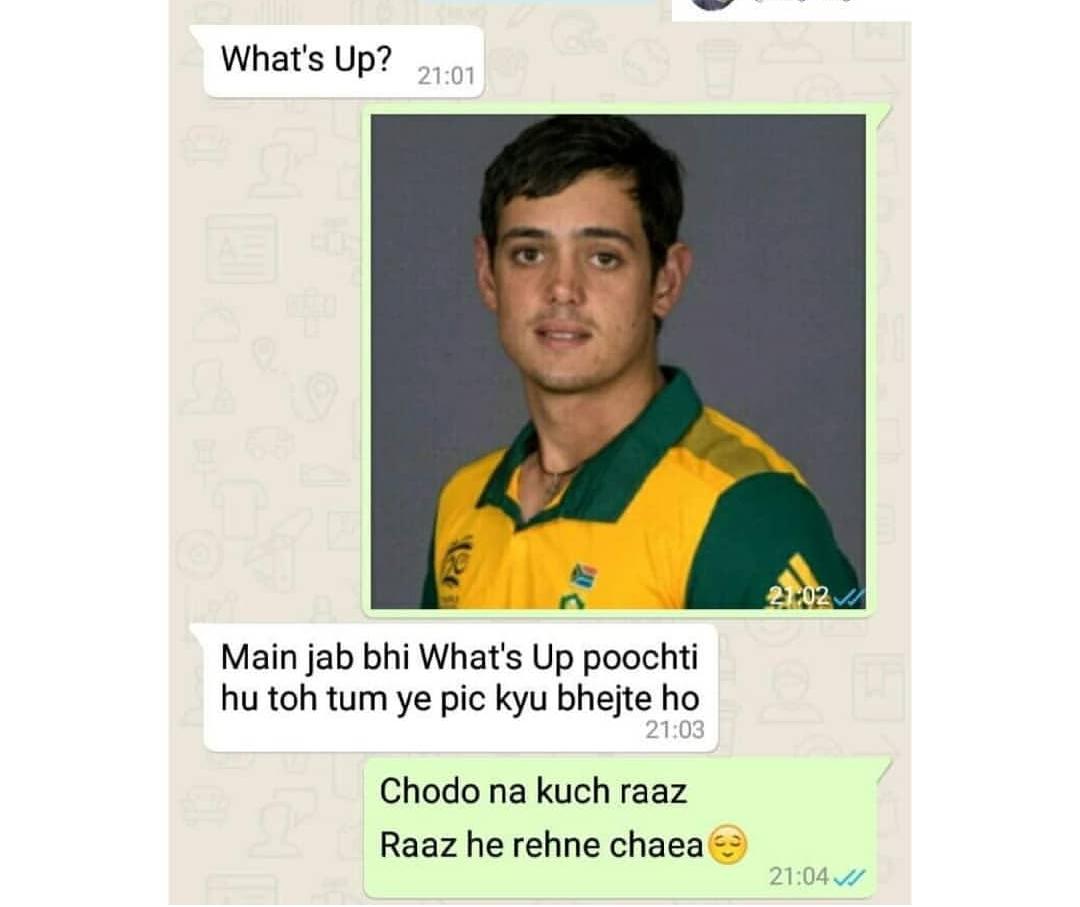 What's Up?
21:01
21:02
Main jab bhi What's Up poochti
hu toh tum ye pic kyu bhejte ho
21:03
Chodo na kuch raaz
Raaz he rehne chaea😌
21:04